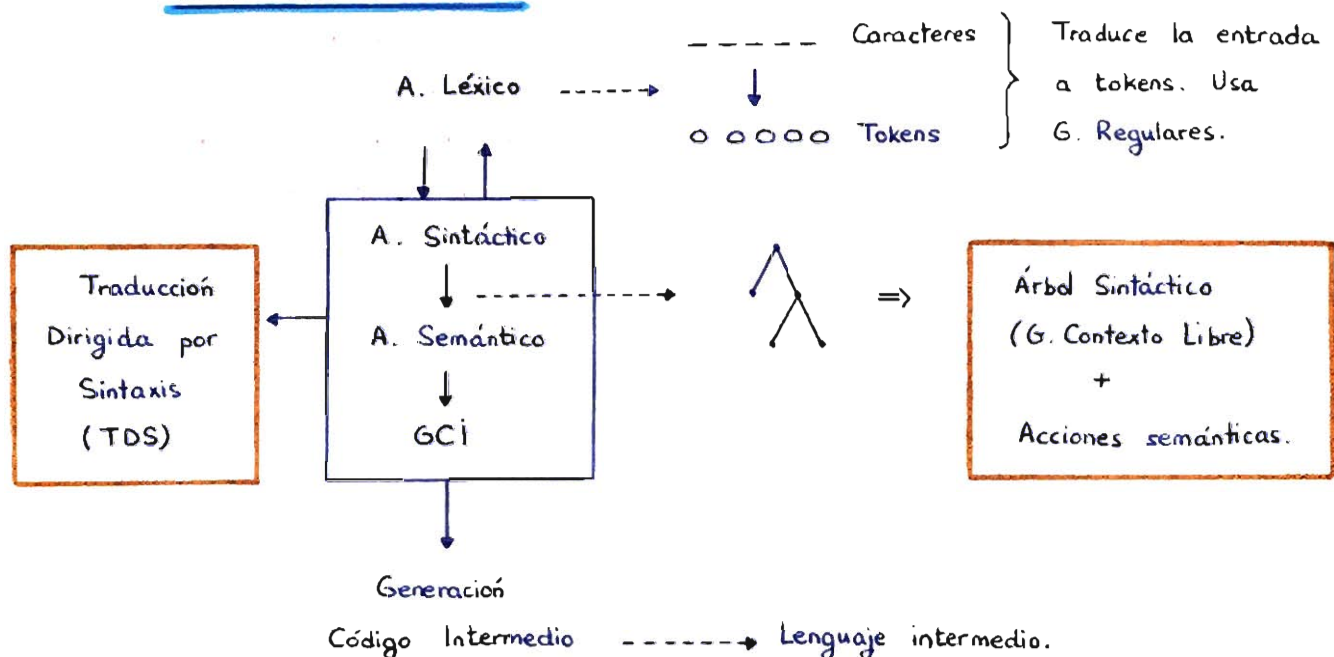 Caracteres
Traduce la entrada
A. Léxico
a tokens. Usa
Tokens
G. Regulares.
A. Sintáctico
Traducción
Dirigida por
Sintaxis
(TDS)
A. Semántico
GCI
Árbol Sintáctico
(G. Contexto Libre)
+
Acciones semánticas.
Generación
Código Intermedio
Lenguaje intermedio.